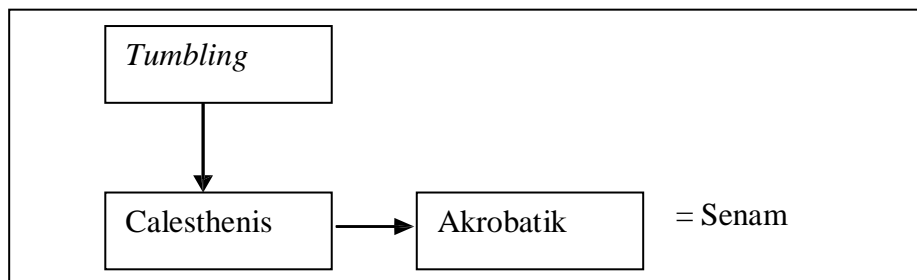 Tumbling
Calesthenis
Akrobatik
= Senam